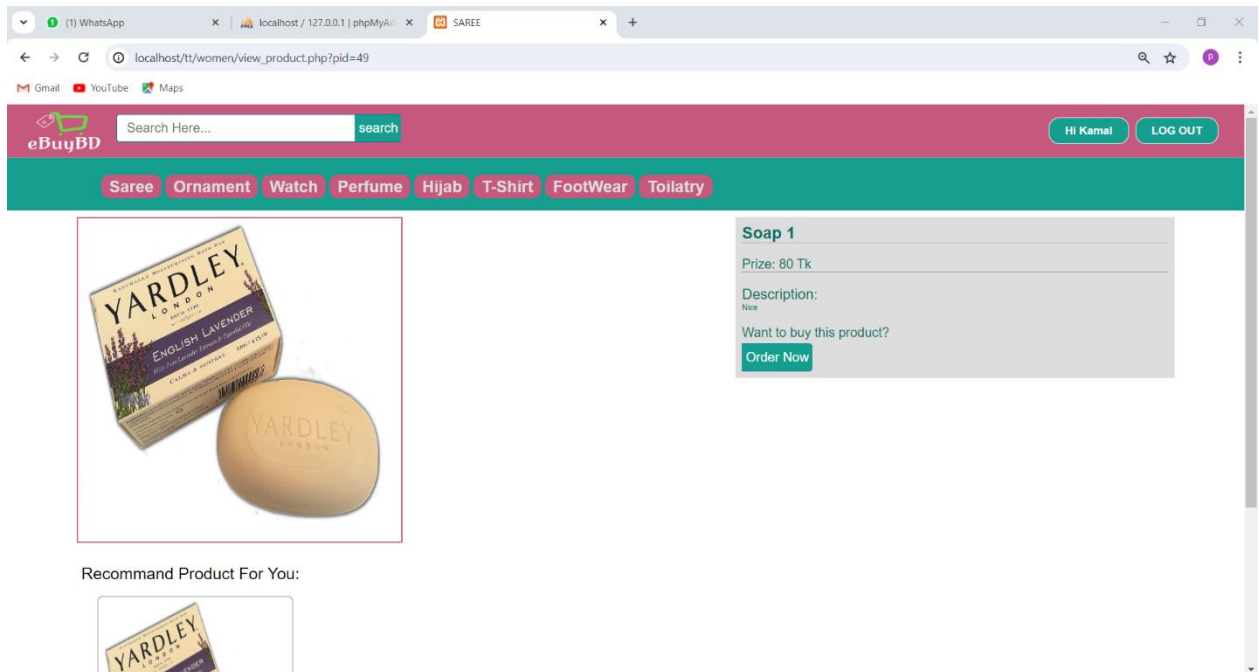 (1) WhatsApp
localhost / 127.0.0.1 | phpMyAd
SAREE
localhost/tt/women/view_product.php?pid=49
P
Gmail YouTube Maps
eBuyBD
Search Here...
search
Hi Kamal
LOG OUT
Saree Ornament Watch Perfume Hijab T-Shirt FootWear Toilatry
Soap 1
Prize: 80 Tk
Description:
Nice
Want to buy this product?
Order Now
YARDLEY
LONDON
ENGLISH LAVENDER
CALMS & SOOTHES
YARDLEY
LONDON
Recommand Product For You:
YARDLEY